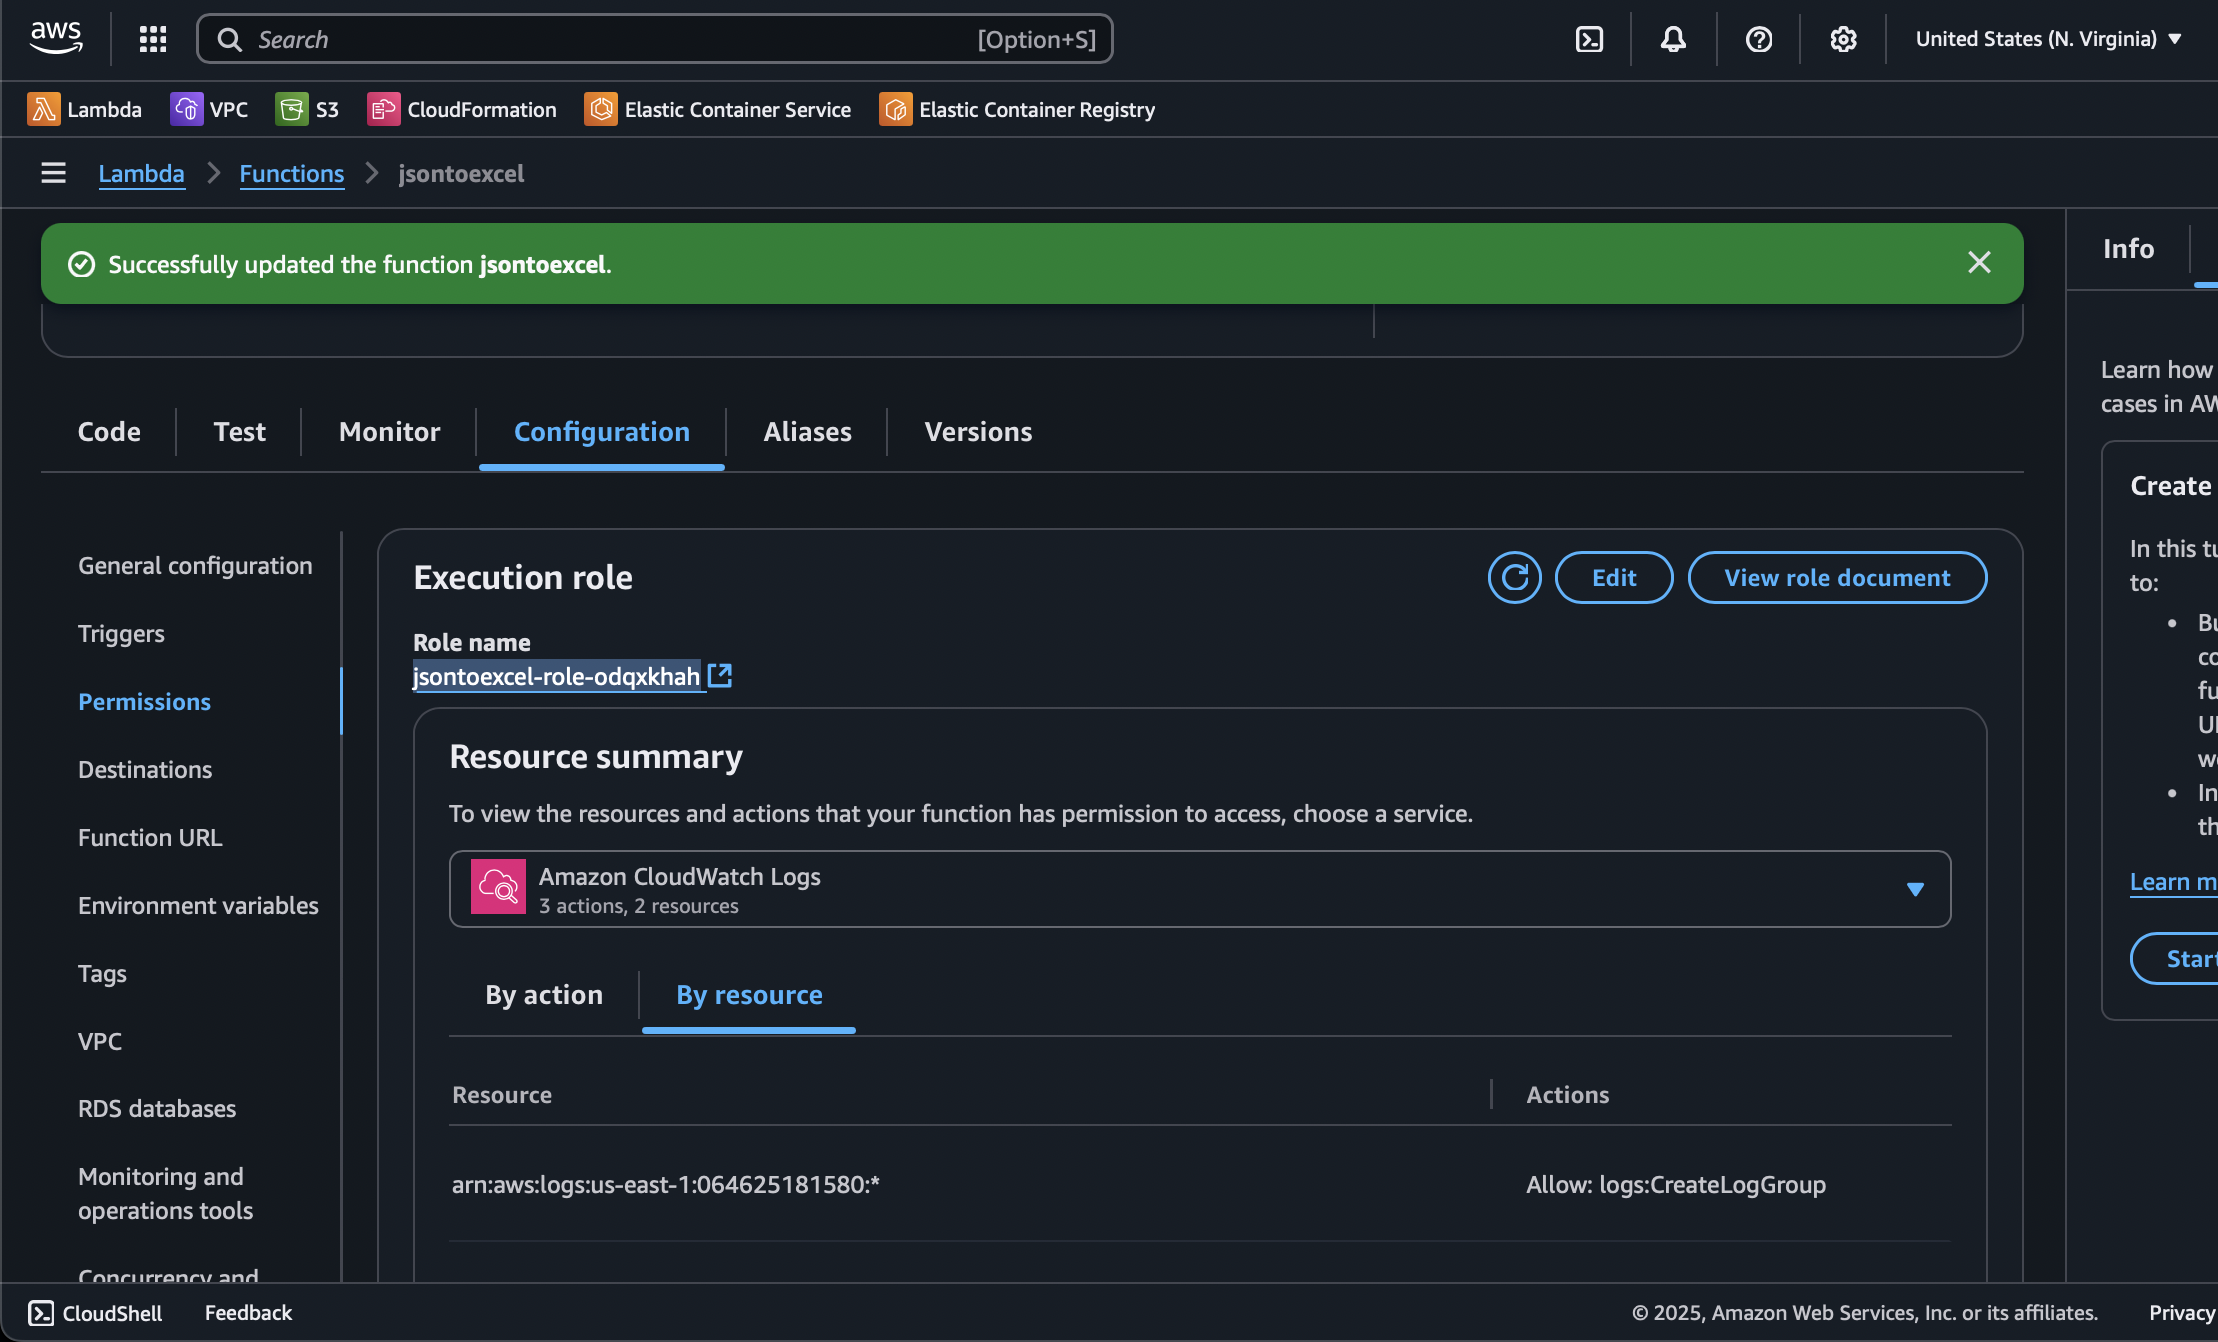 aws
Search [Option+S]
United States (N. Virginia)
Lambda VPC S3 CloudFormation Elastic Container Service Elastic Container Registry
Lambda > Functions > jsontoexcel
Successfully updated the function jsontoexcel.
Info
Learn how
cases in AW
Create
In this tu
to:
Bu
co
fu
UR
we
In
th
Learn m
Start
Code Test Monitor Configuration Aliases Versions
General configuration
Triggers
Permissions
Destinations
Function URL
Environment variables
Tags
VPC
RDS databases
Monitoring and
operations tools
Concurrency and
Execution role
Edit View role document
Role name
jsontoexcel-role-odqxkhah
Resource summary
To view the resources and actions that your function has permission to access, choose a service.
Amazon CloudWatch Logs
3 actions, 2 resources
By action By resource
Resource Actions
arn:aws:logs:us-east-1:064625181580:* Allow: logs:CreateLogGroup
CloudShell Feedback © 2025, Amazon Web Services, Inc. or its affiliates. Privacy